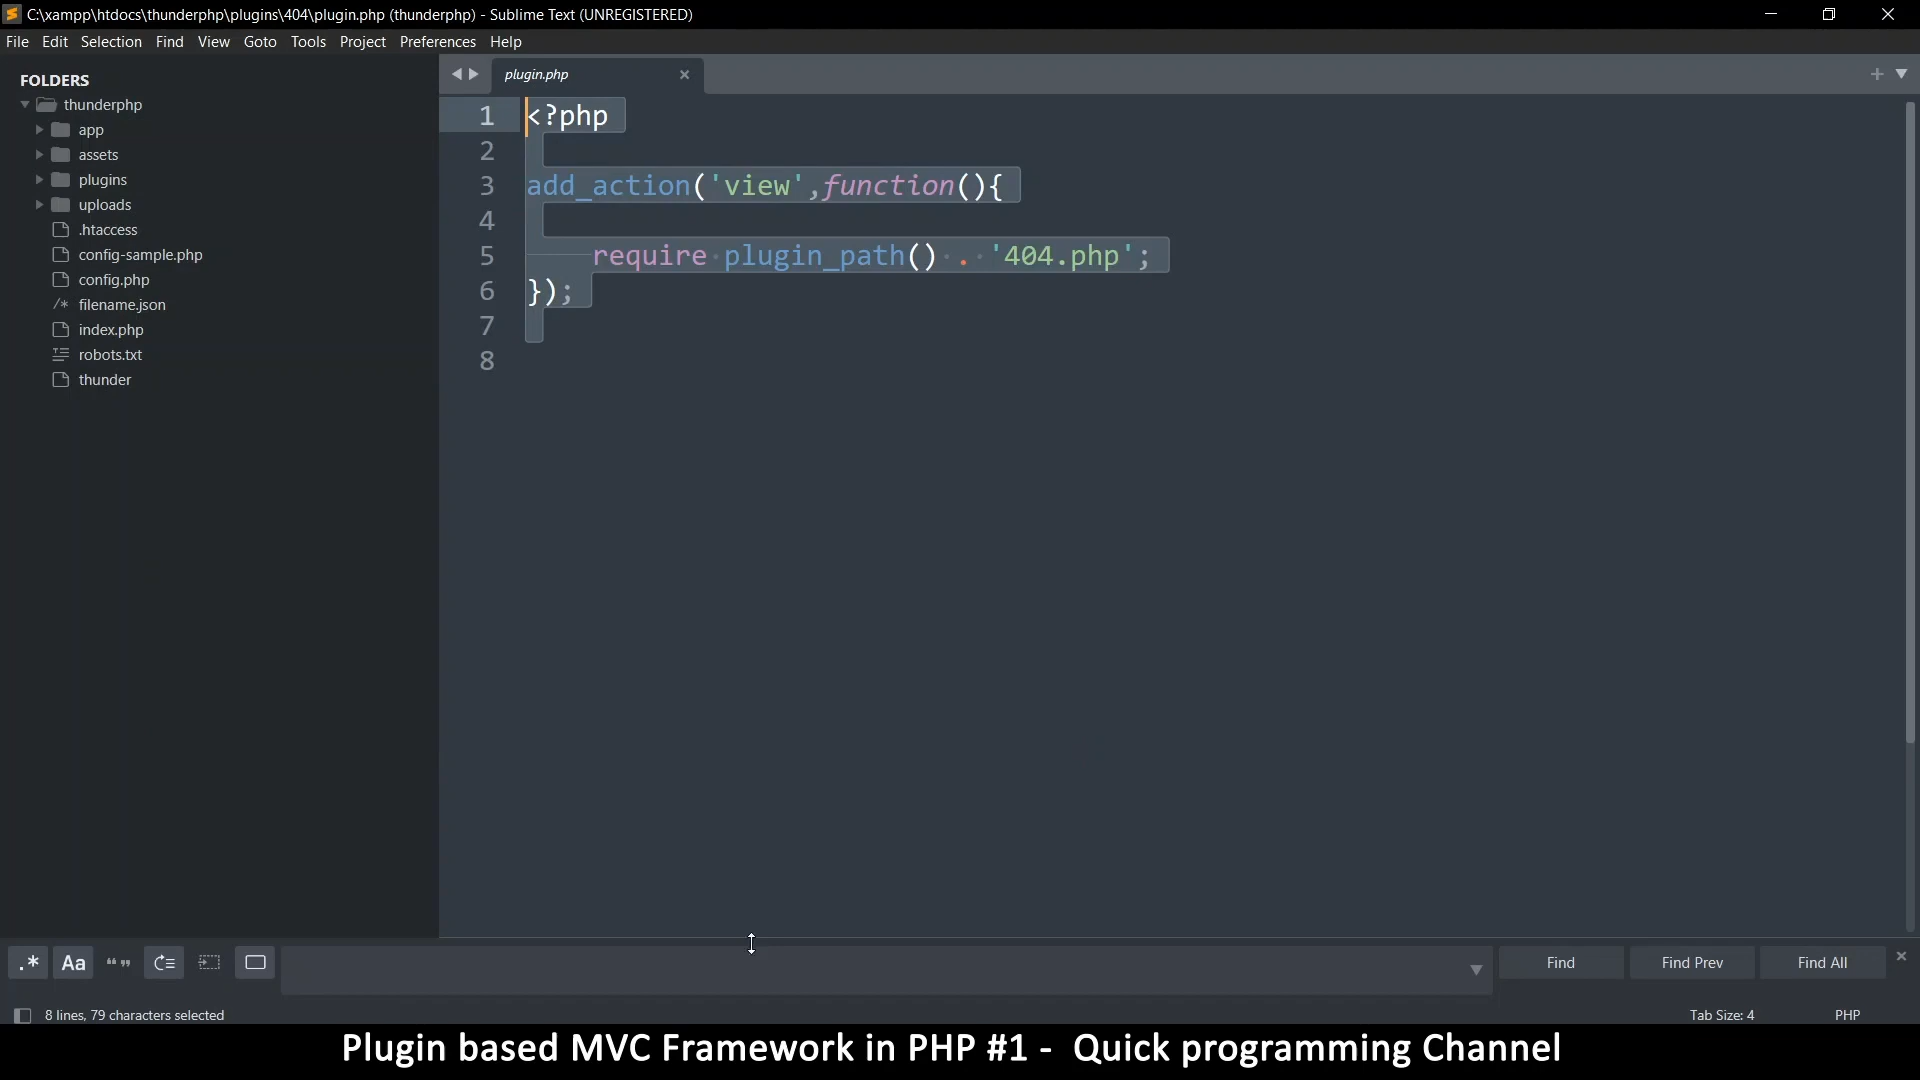 C:\xampp\htdocs\thunderphp\plugins\404\plugin.php (thunderphp) - Sublime Text (UNREGISTERED)
File Edit Selection Find View Goto Tools Project Preferences Help
FOLDERS
thunderphp
app
assets
plugins
uploads
.htaccess
config-sample.php
config.php
/* filename.json
index.php
robots.txt
thunder
plugin.php
1 <?php
2
3 add_action('view',function(){
4
5 require plugin_path() . '404.php';
6 });
7
8
.* Aa “” Find Find Prev Find All
8 lines, 79 characters selected Tab Size: 4 PHP
Plugin based MVC Framework in PHP #1 - Quick programming Channel